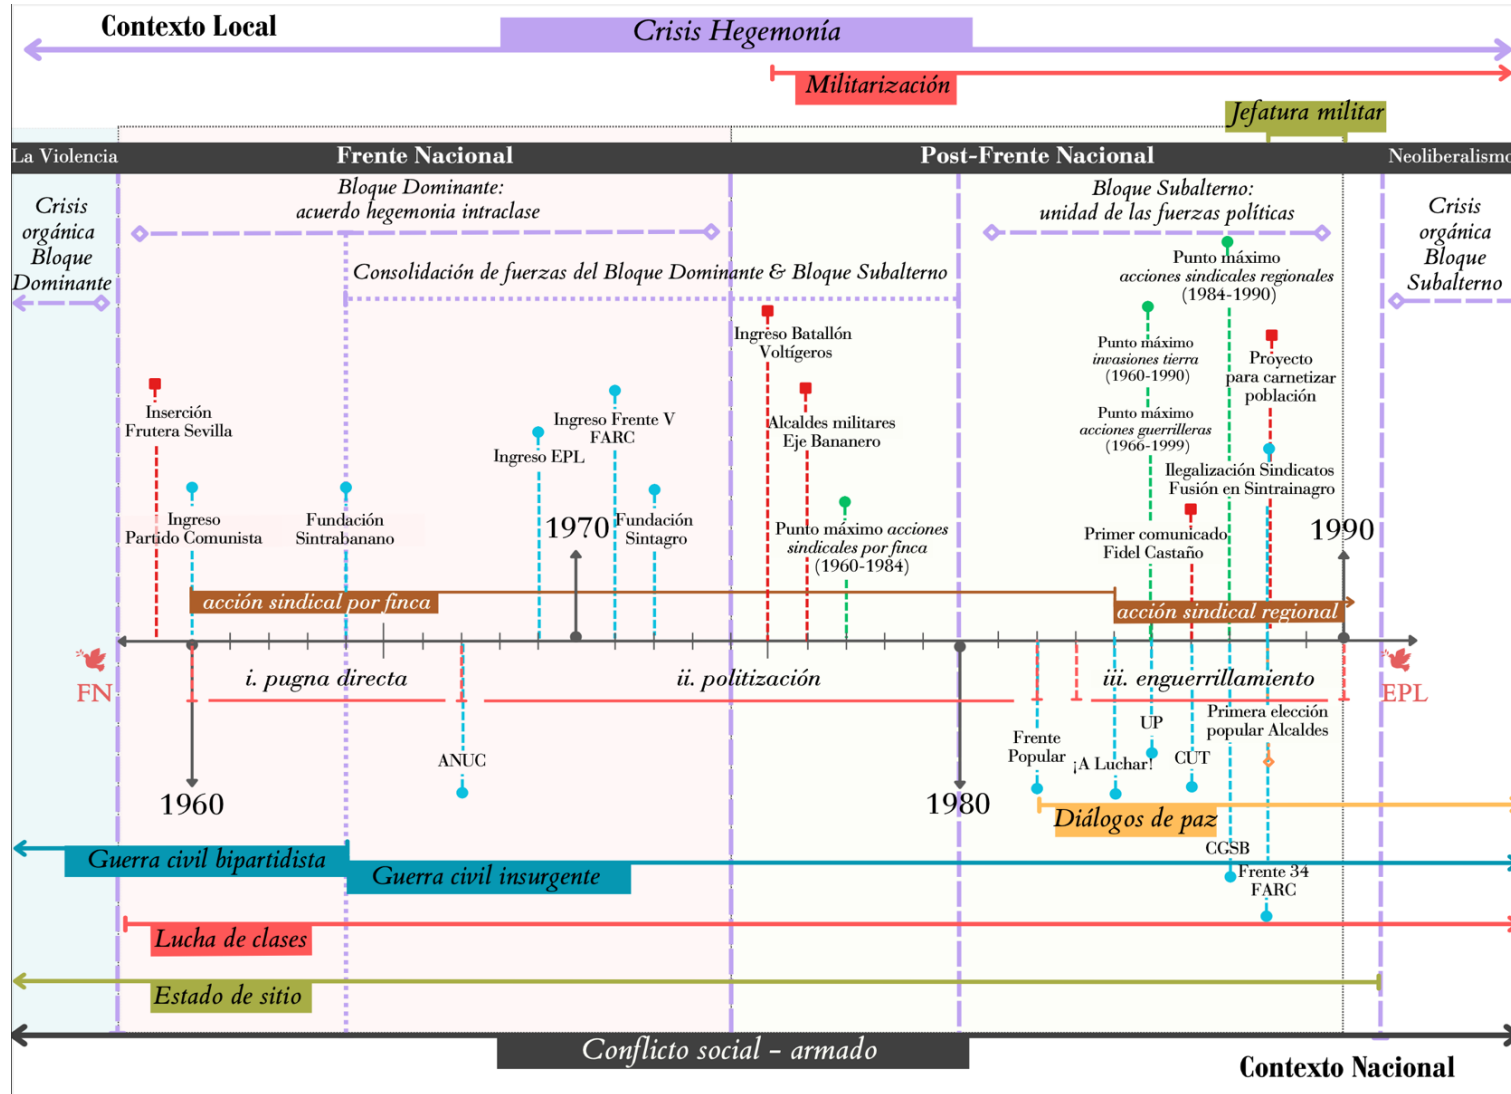 Contexto Local
Crisis Hegemonía
Militarización
Jefatura militar
La Violencia
Frente Nacional
Post-Frente Nacional
Neoliberalismo
Crisis
orgánica
Bloque
Dominante
Bloque Dominante:
acuerdo hegemonia intraclase
Bloque Subalterno:
unidad de las fuerzas políticas
Crisis
orgánica
Bloque
Subalterno
Consolidación de fuerzas del Bloque Dominante & Bloque Subalterno
Punto máximo
acciones sindicales regionales
(1984-1990)
Ingreso Batallón
Voltígeros
Punto máximo
invasiones tierra
(1960-1990)
Proyecto
para carnetizar
población
Inserción
Frutera Sevilla
Ingreso Frente V
FARC
Alcaldes militares
Eje Bananero
Punto máximo
acciones guerrilleras
(1966-1999)
Ingreso EPL
Ilegalización Sindicatos
Fusión en Sintrainagro
Ingreso
Partido Comunista
Fundación
Sintrabanano
1970
Fundación
Sintagro
Punto máximo acciones
sindicales por finca
(1960-1984)
Primer comunicado
Fidel Castaño
1990
acción sindical por finca
acción sindical regional
FN
i. pugna directa
ii. politización
iii. enguerrillamiento
EPL
ANUC
Frente
Popular
¡A Luchar!
UP
CUT
Primera elección
popular Alcaldes
1960
1980
Diálogos de paz
Guerra civil bipartidista
Guerra civil insurgente
CGSB
Frente 34
FARC
Lucha de clases
Estado de sitio
Conflicto social - armado
Contexto Nacional